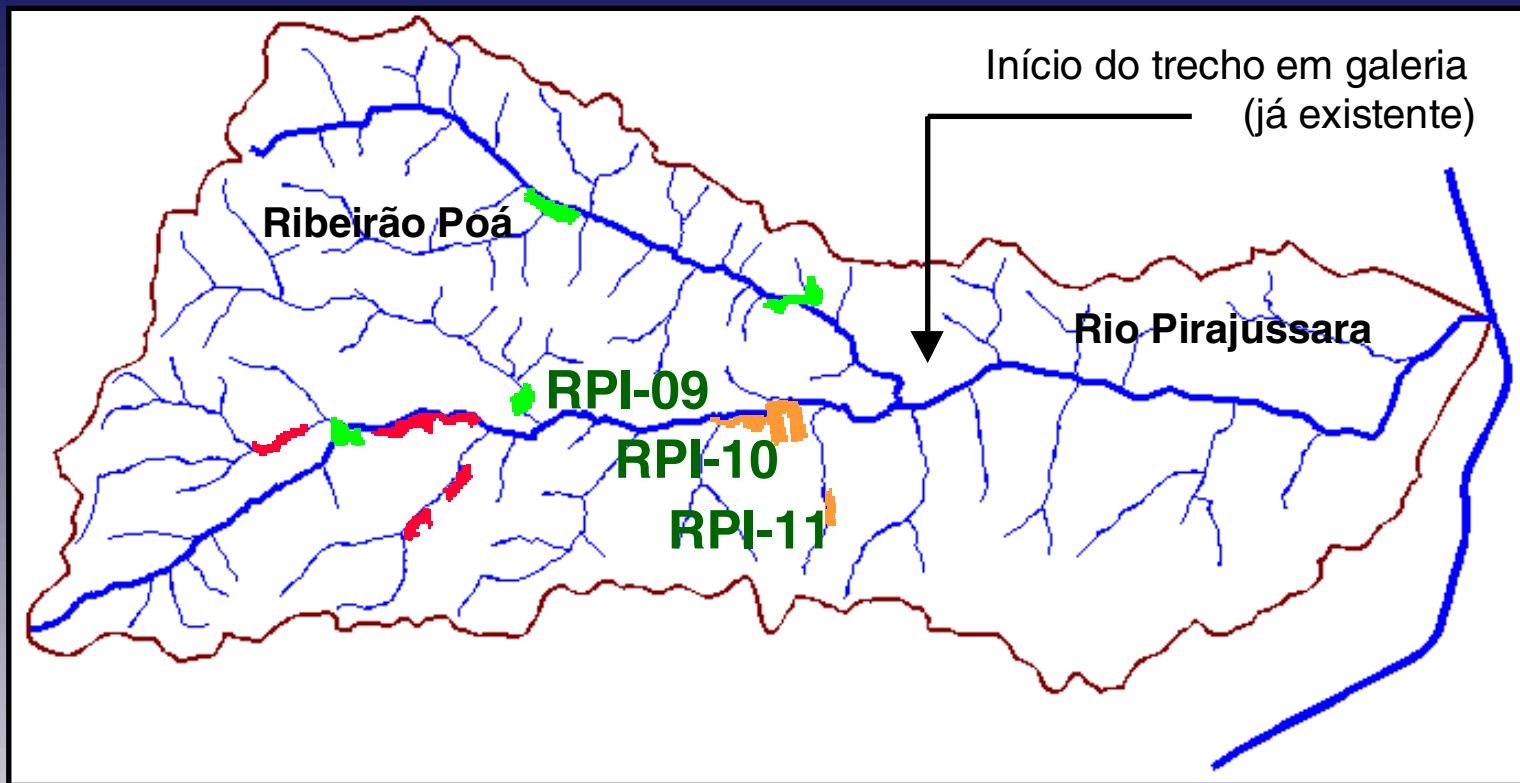 Início do trecho em galeria
(já existente)
Ribeirão Poá
Rio Pirajussara
RPI-09
RPI-10
RPI-11